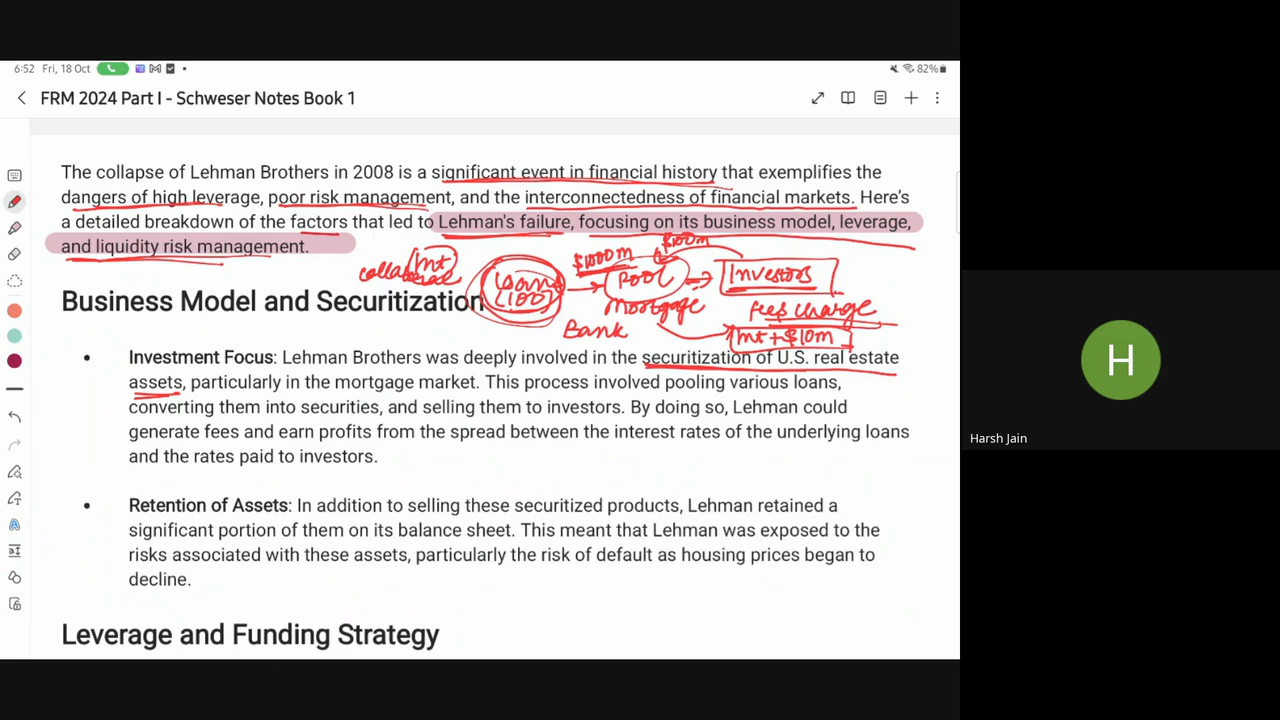 6:52 Fri, 18 Oct 82%
FRM 2024 Part I - Schweser Notes Book 1
The collapse of Lehman Brothers in 2008 is a significant event in financial history that exemplifies the
dangers of high leverage, poor risk management, and the interconnectedness of financial markets. Here's
a detailed breakdown of the factors that led to Lehman's failure, focusing on its business model, leverage,
and liquidity risk management.
$100m
collateral mt Loans (100) $1000m Pool Investors
Mortgage fees charge
Bank mt + $10m
Business Model and Securitization
• Investment Focus: Lehman Brothers was deeply involved in the securitization of U.S. real estate
assets, particularly in the mortgage market. This process involved pooling various loans,
converting them into securities, and selling them to investors. By doing so, Lehman could
generate fees and earn profits from the spread between the interest rates of the underlying loans
and the rates paid to investors.
• Retention of Assets: In addition to selling these securitized products, Lehman retained a
significant portion of them on its balance sheet. This meant that Lehman was exposed to the
risks associated with these assets, particularly the risk of default as housing prices began to
decline.
Leverage and Funding Strategy
H
Harsh Jain